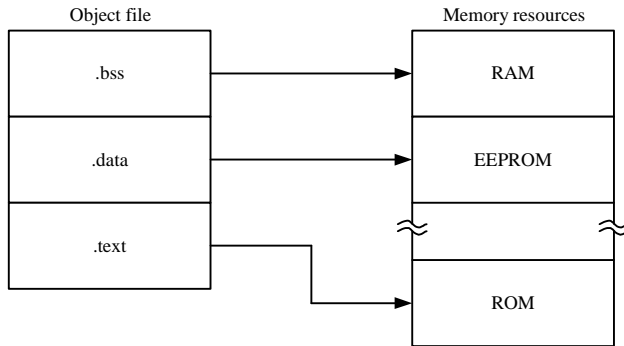 Object file
Memory resources
.bss
RAM
.data
EEPROM
.text
ROM